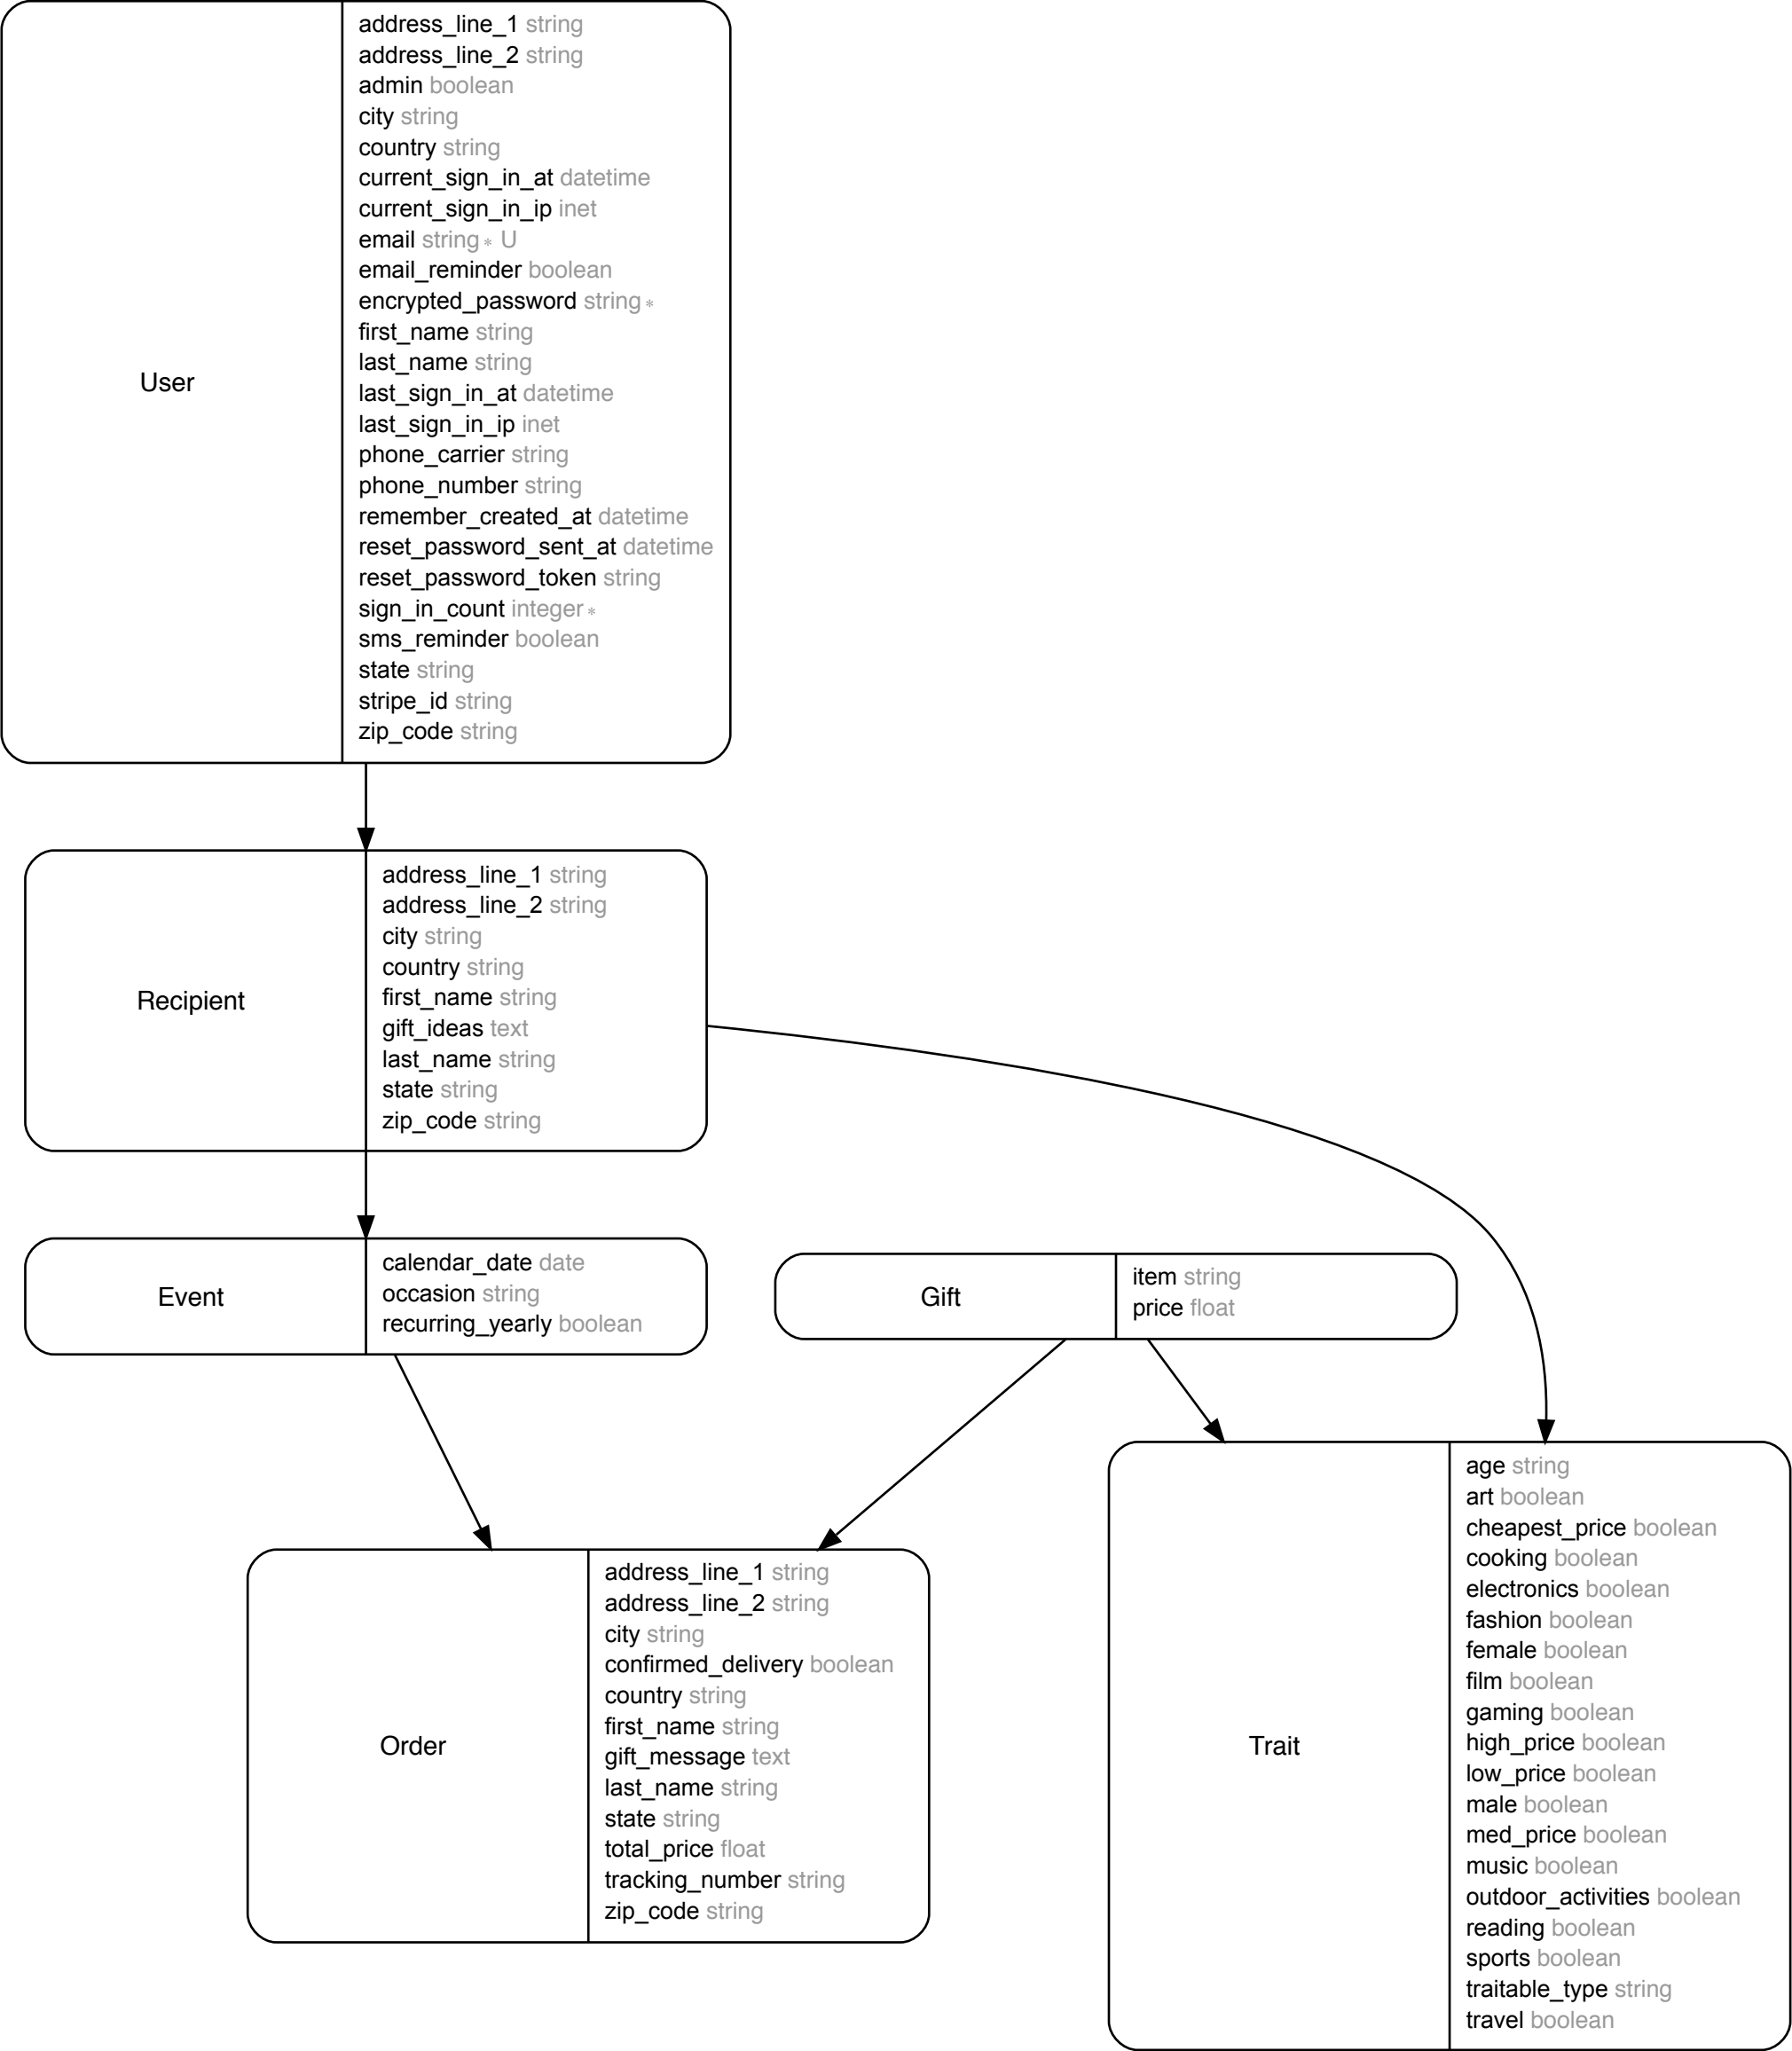 User
address_line_1 string
address_line_2 string
admin boolean
city string
country string
current_sign_in_at datetime
current_sign_in_ip inet
email string∗ U
email_reminder boolean
encrypted_password string∗
first_name string
last_name string
last_sign_in_at datetime
last_sign_in_ip inet
phone_carrier string
phone_number string
remember_created_at datetime
reset_password_sent_at datetime
reset_password_token string
sign_in_count integer∗
sms_reminder boolean
state string
stripe_id string
zip_code string
Recipient
address_line_1 string
address_line_2 string
city string
country string
first_name string
gift_ideas text
last_name string
state string
zip_code string
Event
calendar_date date
occasion string
recurring_yearly boolean
Gift
item string
price float
Order
address_line_1 string
address_line_2 string
city string
confirmed_delivery boolean
country string
first_name string
gift_message text
last_name string
state string
total_price float
tracking_number string
zip_code string
Trait
age string
art boolean
cheapest_price boolean
cooking boolean
electronics boolean
fashion boolean
female boolean
film boolean
gaming boolean
high_price boolean
low_price boolean
male boolean
med_price boolean
music boolean
outdoor_activities boolean
reading boolean
sports boolean
traitable_type string
travel boolean